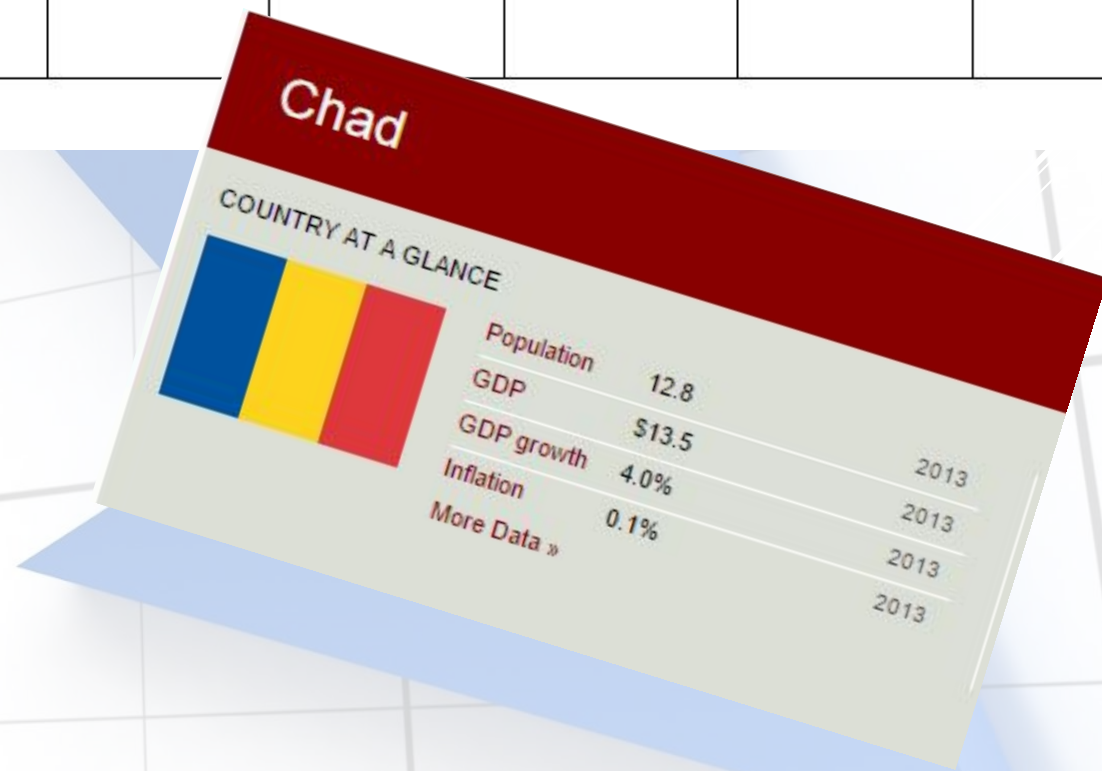 Chad
COUNTRY AT A GLANCE
Population 12.8 2013
GDP $13.5 2013
GDP growth 4.0% 2013
Inflation 0.1% 2013
More Data »